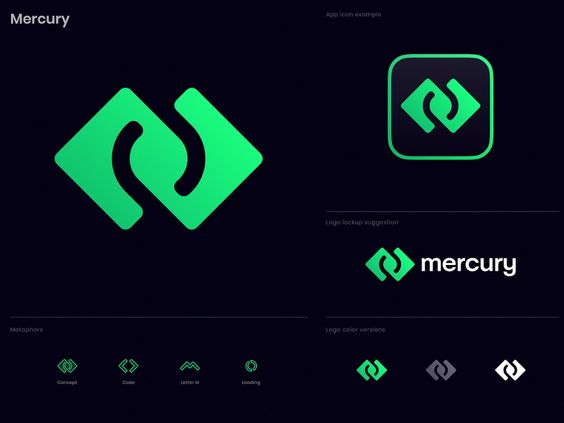 Mercury
App icon example
Logo lockup suggestion
mercury
Metaphors
Concept
Code
Letter M
Loading
Logo color versions